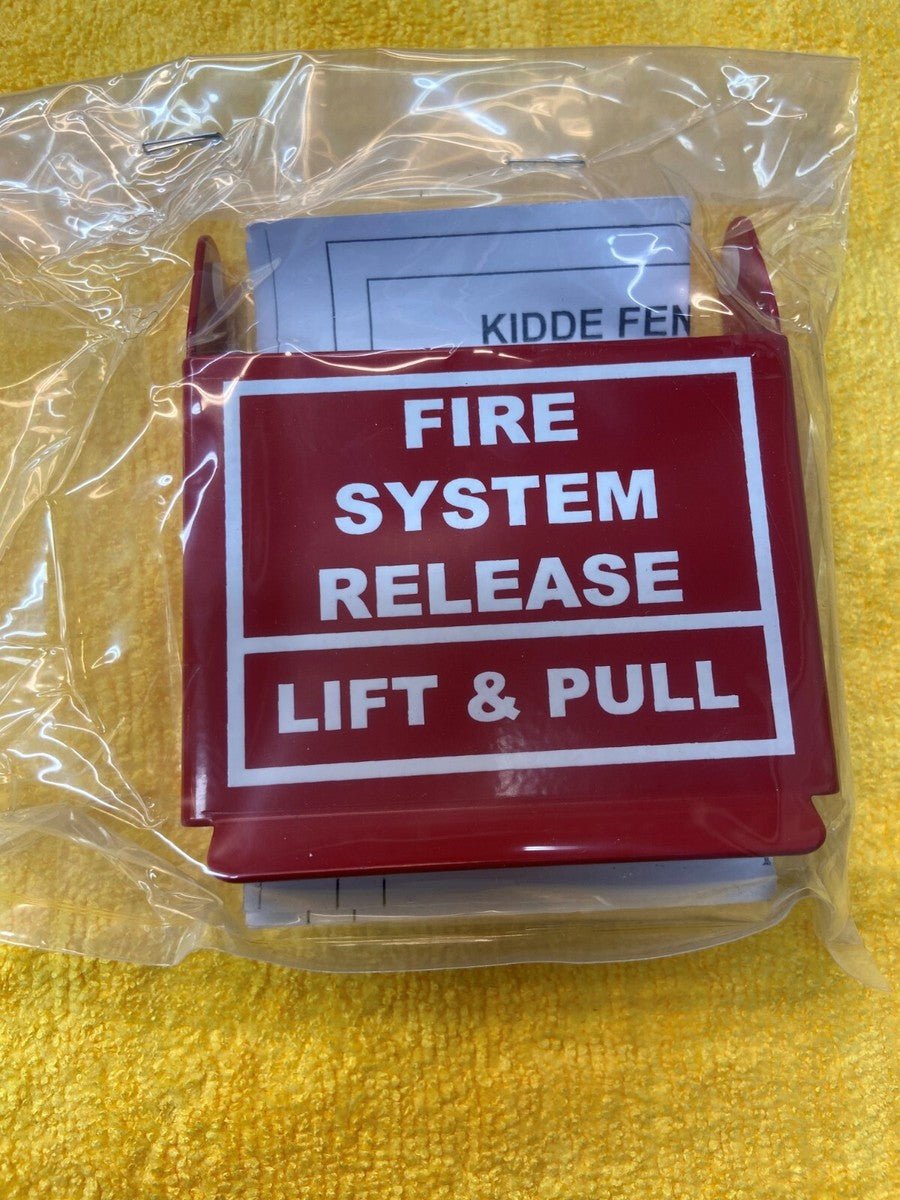 KIDDE FEN
FIRE
SYSTEM
RELEASE
LIFT & PULL